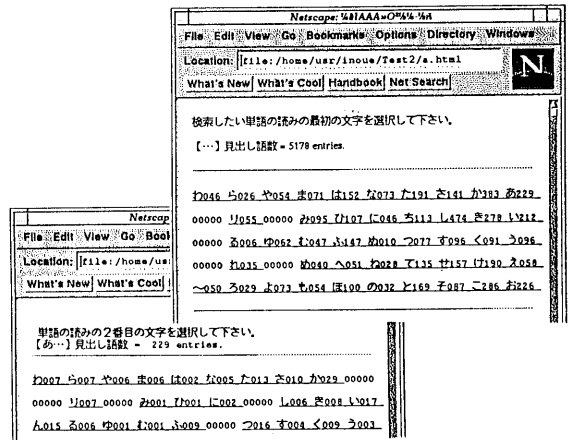 Netscape:
File Edit View Go Bookmarks Options Directory Windows
Location: file:/home/usr/inoue/Test2/a.html
What's New What's Cool Handbook Net Search
N
検索したい単語の読みの最初の文字を選択して下さい。
【…】見出し語数 = 5178 entries.
わ046 ら026 や054 ま071 は152 な073 た191 さ141 か383 あ229
00000 り055 00000 み095 ひ107 に046 ち113 し474 き278 い212
00000 る006 ゆ062 む047 ふ147 ぬ010 つ077 す096 く091 う096
00000 れ035 00000 め040 へ051 ね028 て135 せ157 け190 え058
〜050 ろ029 よ073 も054 ほ100 の032 と169 そ087 こ286 お226
Netscap
File Edit View Go Boo
Location: file:/home/us
What's New What's Cool
単語の読みの2番目の文字を選択して下さい。
【あ…】見出し語数 = 229 entries.
わ007 ら007 や006 ま006 は002 な005 た013 さ010 か029 00000
00000 り007 00000 み001 ひ001 に002 00000 し006 き008 い017
ん015 る006 ゆ001 む001 ふ009 00000 つ016 す004 く009 う003